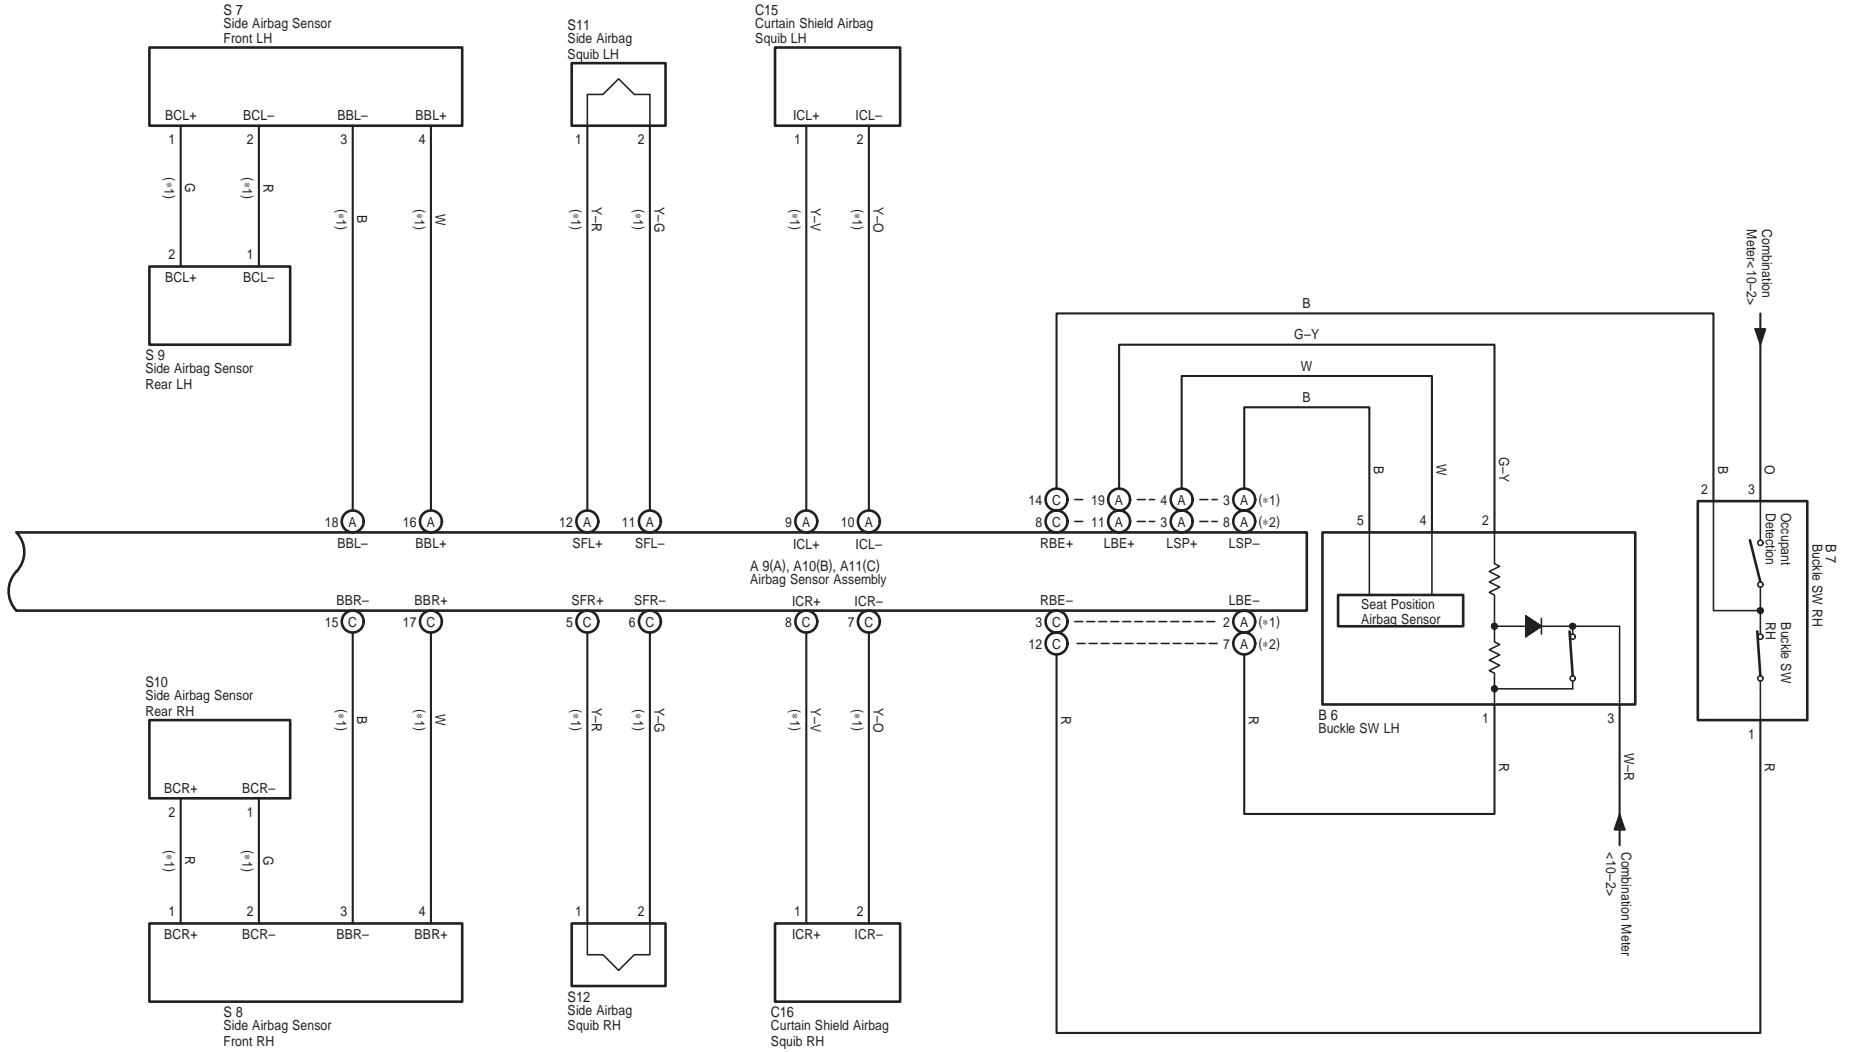 S 7
Side Airbag Sensor
Front LH
BCL+ BCL– BBL– BBL+
1 2 3 4
G (*1)
R (*1)
B (*1)
W (*1)
2 1
BCL+ BCL–
S 9
Side Airbag Sensor
Rear LH
S11
Side Airbag
Squib LH
1 2
Y–R (*1)
Y–G (*1)
C15
Curtain Shield Airbag
Squib LH
ICL+ ICL–
1 2
Y–V (*1)
Y–O (*1)
18 A 16 A 12 A 11 A 9 A 10 A
BBL– BBL+ SFL+ SFL– ICL+ ICL–
B
G–Y
W
B
B W G–Y B O
Combination
Meter<10–2>
14 C 19 A 4 A 3 A (*1)
8 C 11 A 3 A 8 A (*2)
RBE+ LBE+ LSP+ LSP–
A 9(A), A10(B), A11(C)
Airbag Sensor Assembly
BBR– BBR+ SFR+ SFR– ICR+ ICR– RBE– LBE–
15 C 17 C 5 C 6 C 8 C 7 C 3 C 2 A (*1)
12 C 7 A (*2)
5 4 2
Seat Position
Airbag Sensor
1 3
B 6
Buckle SW LH
2 3
Occupant
Detection
Buckle SW
RH
B 7
Buckle SW RH
1
R R R W–R R
Combination Meter
<10–2>
S10
Side Airbag Sensor
Rear RH
BCR+ BCR–
2 1
R (*1)
G (*1)
B (*1)
W (*1)
Y–R (*1)
Y–G (*1)
Y–V (*1)
Y–O (*1)
1 2 3 4
BCR+ BCR– BBR– BBR+
S 8
Side Airbag Sensor
Front RH
1 2
S12
Side Airbag
Squib RH
1 2
ICR+ ICR–
C16
Curtain Shield Airbag
Squib RH